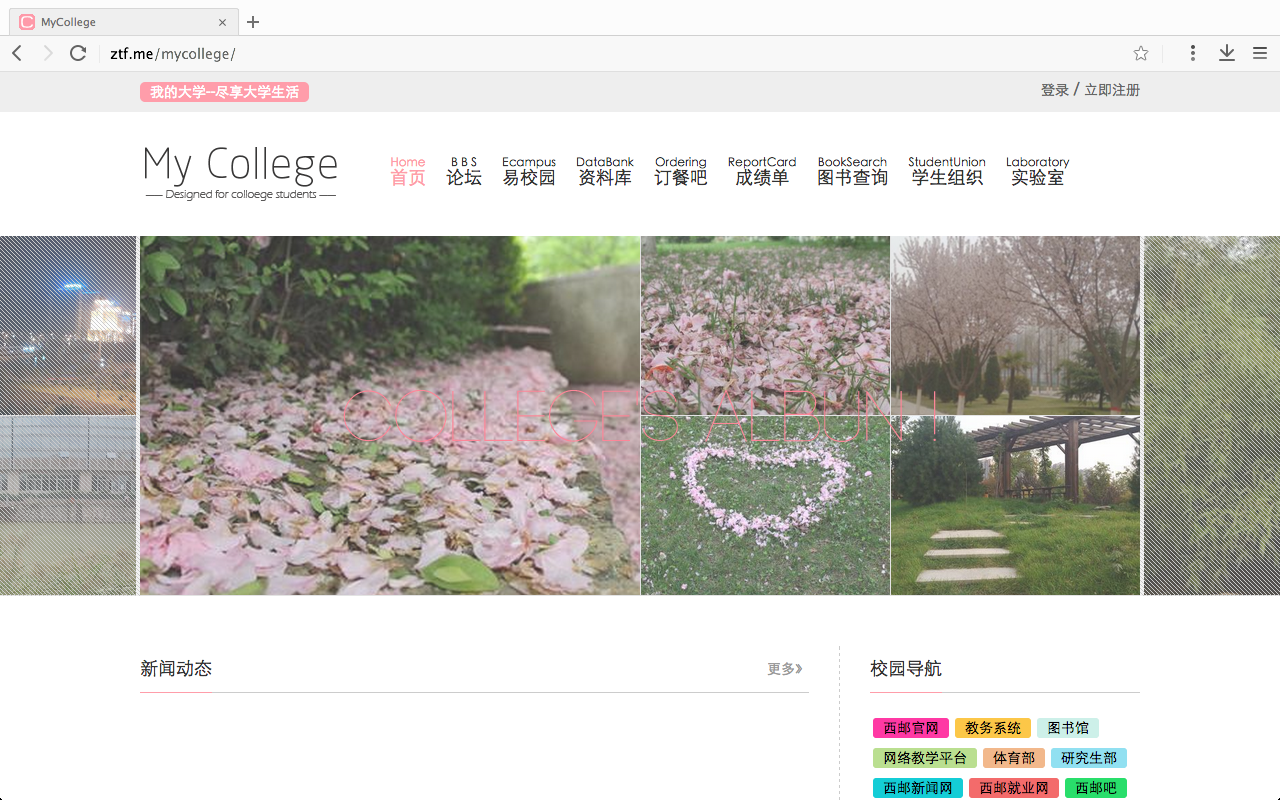 MyCollege
ztf.me/mycollege/
我的大学--尽享大学生活
登录 / 立即注册
My College
Designed for colloege students
Home BBS Ecampus DataBank Ordering ReportCard BookSearch StudentUnion Laboratory
首页 论坛 易校园 资料库 订餐吧 成绩单 图书查询 学生组织 实验室
COLLEGE'S ALBUN!
新闻动态 更多》
校园导航
西邮官网 教务系统 图书馆
网络教学平台 体育部 研究生部
西邮新闻网 西邮就业网 西邮吧